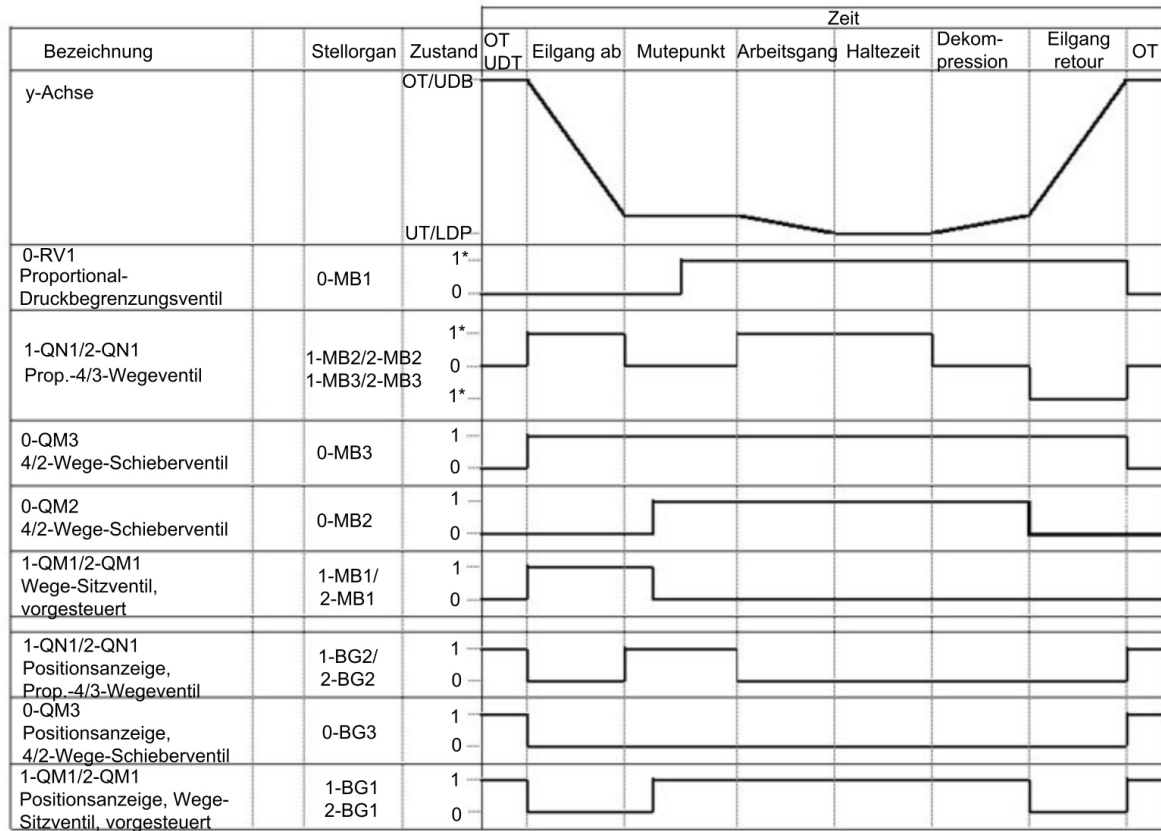 Zeit
Bezeichnung Stellorgan Zustand OT UDT Eilgang ab Mutepunkt Arbeitsgang Haltezeit Dekom-pression Eilgang retour OT
y-Achse
OT/UDB
UT/LDP
0-RV1
Proportional-
Druckbegrenzungsventil
0-MB1
1*
0
1-QN1/2-QN1
Prop.-4/3-Wegeventil
1-MB2/2-MB2
1-MB3/2-MB3
1*
0
1*
0-QM3
4/2-Wege-Schieberventil
0-MB3
1
0
0-QM2
4/2-Wege-Schieberventil
0-MB2
1
0
1-QM1/2-QM1
Wege-Sitzventil,
vorgesteuert
1-MB1/
2-MB1
1
0
1-QN1/2-QN1
Positionsanzeige,
Prop.-4/3-Wegeventil
1-BG2/
2-BG2
1
0
0-QM3
Positionsanzeige,
4/2-Wege-Schieberventil
0-BG3
1
0
1-QM1/2-QM1
Positionsanzeige, Wege-
Sitzventil, vorgesteuert
1-BG1
2-BG1
1
0